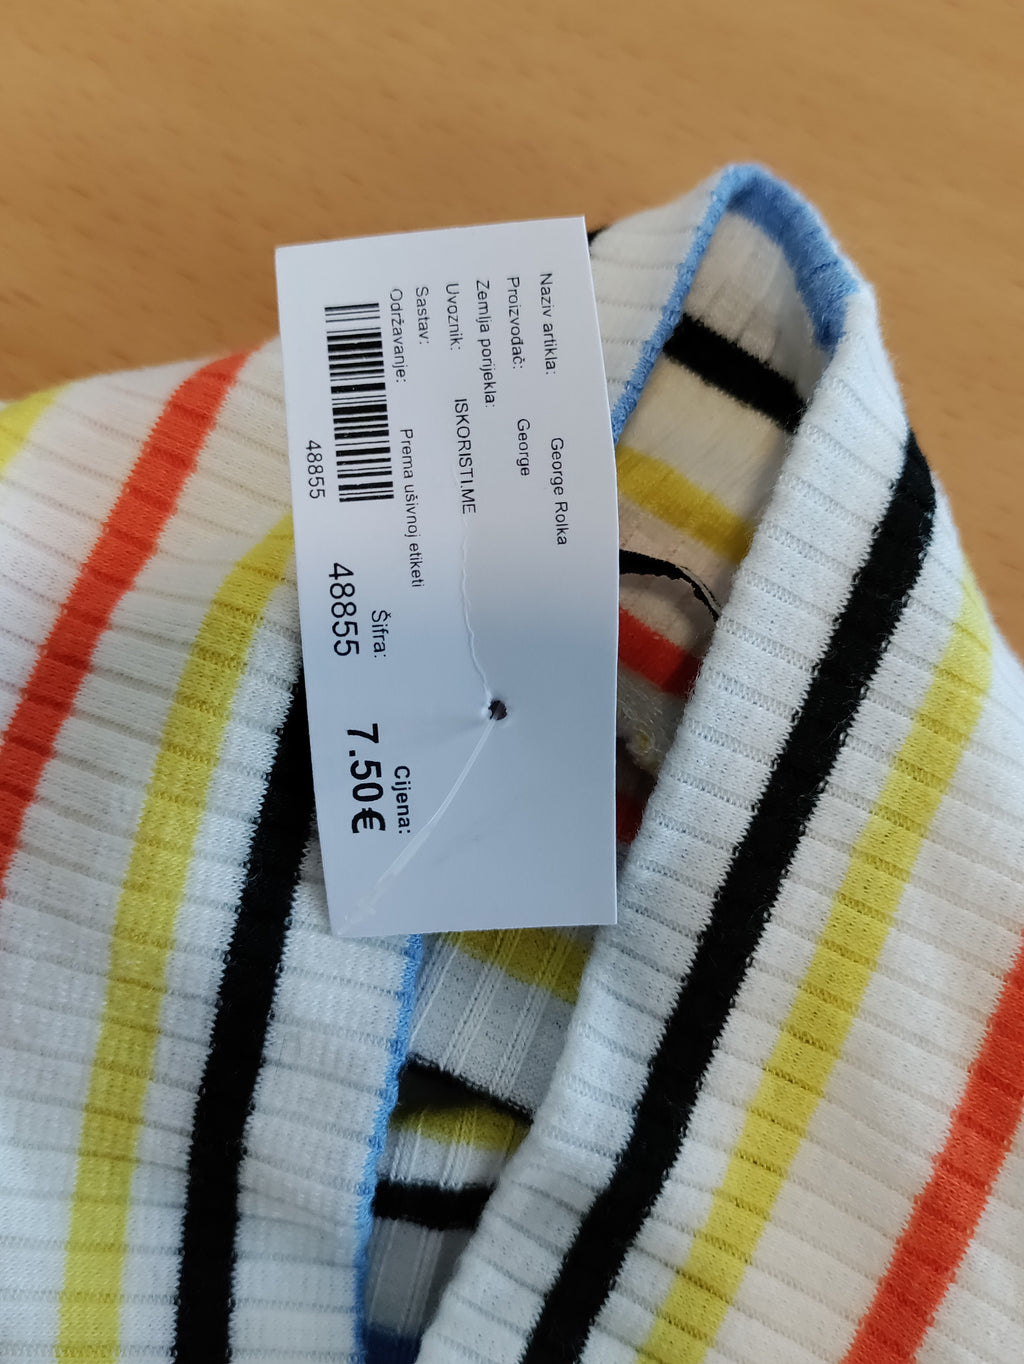 Naziv artikla: George Rolka
Proizvođač: George
Zemlja porijekla:
Uvoznik: ISKORISTI.ME
Sastav:
Održavanje: Prema ušivnoj etiketi
48855
Šifra:
48855
Cijena:
7.50€